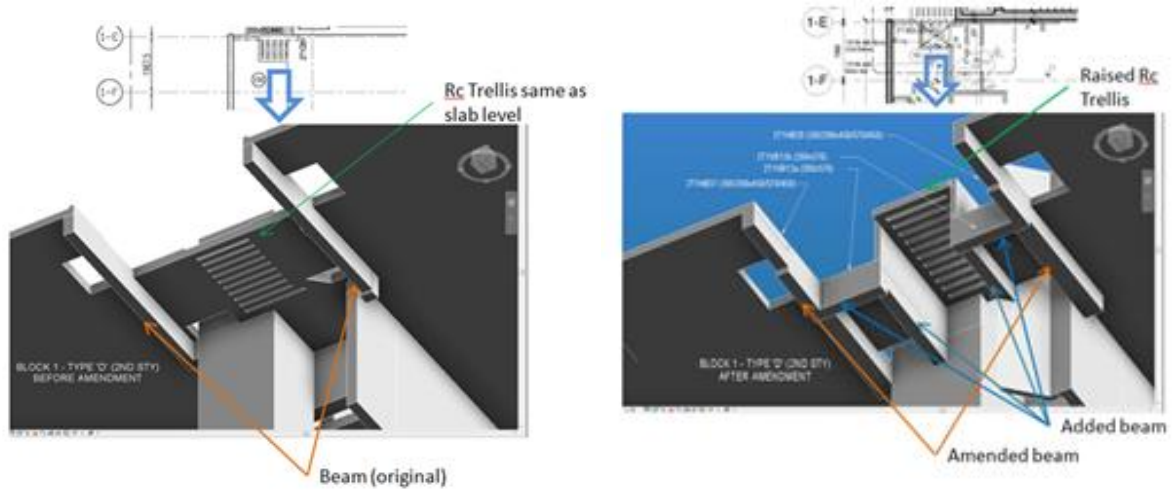 1-E
1-F
Rc Trellis same as
slab level
BLOCK 1 - TYPE 'D' (2ND STY)
BEFORE AMENDMENT
Beam (original)
1-E
1-F
Raised Rc
Trellis
BLOCK 1 - TYPE 'D' (2ND STY)
AFTER AMENDMENT
Added beam
Amended beam